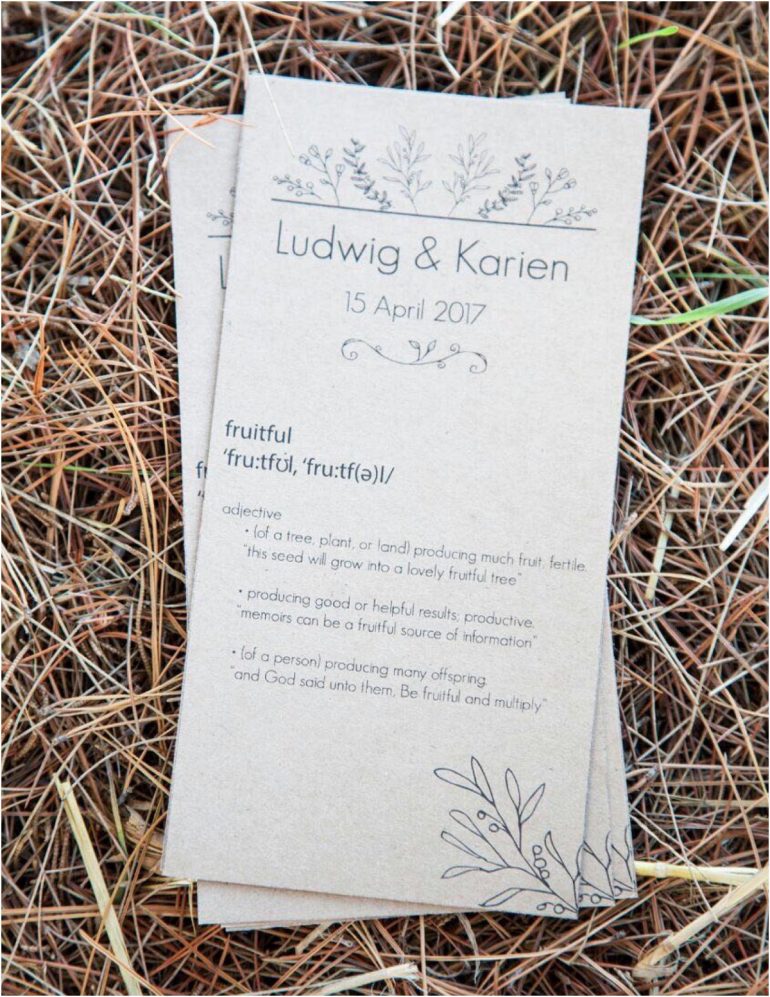 Ludwig & Karien
15 April 2017
fruitful
'fru:tfʊl, 'fru:tf(ə)l/
adjective
• (of a tree, plant, or land) producing much fruit; fertile.
"this seed will grow into a lovely fruitful tree"
• producing good or helpful results; productive.
"memoirs can be a fruitful source of information"
• (of a person) producing many offspring.
"and God said unto them, Be fruitful and multiply"
L
fr